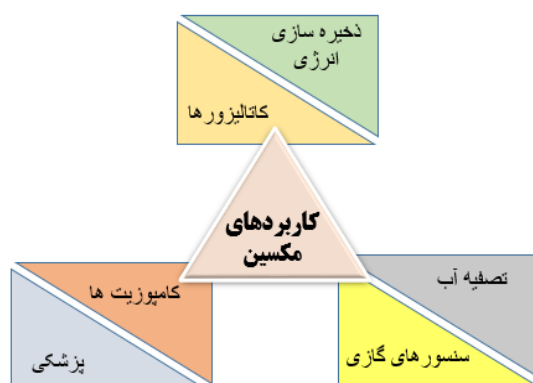 ذخیره سازی
انرژی
کاتالیزورها
کاربردهای
مکسین
تصفیه آب
کامپوزیت ها
سنسورهای گازی
پزشکی